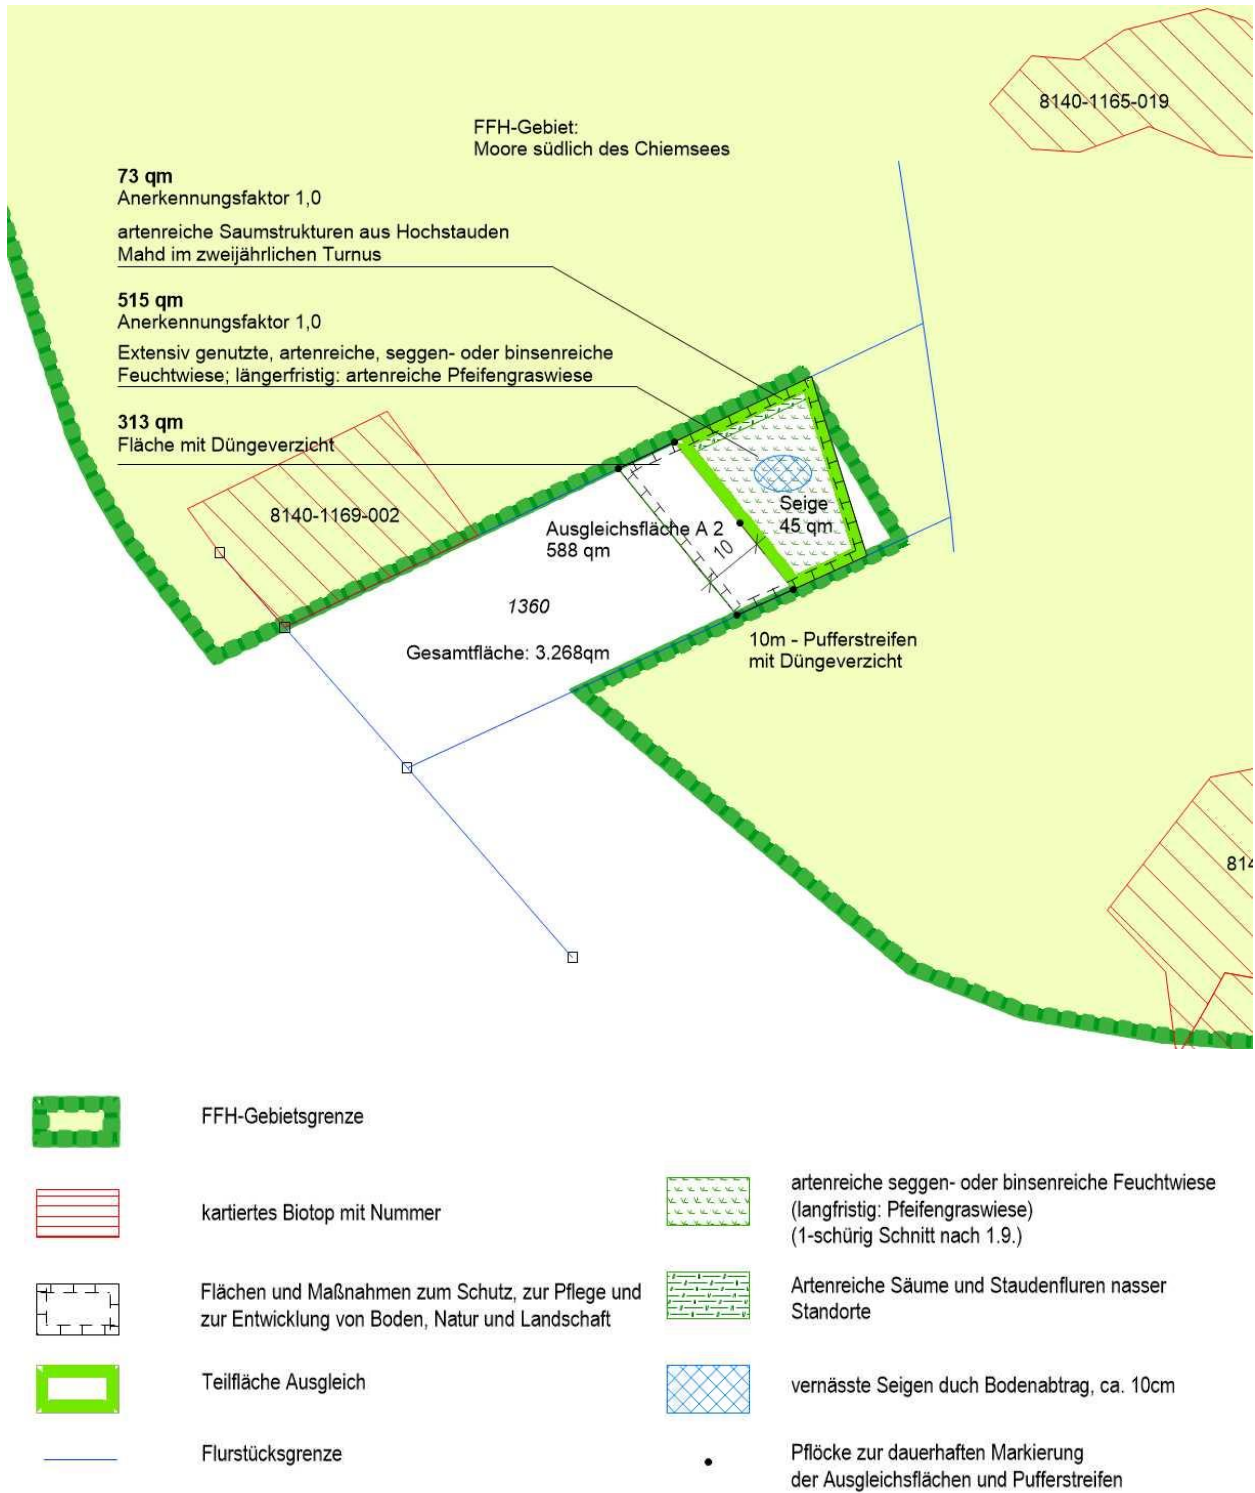 8140-1165-019
FFH-Gebiet:
Moore südlich des Chiemsees
73 qm
Anerkennungsfaktor 1,0
artenreiche Saumstrukturen aus Hochstauden
Mahd im zweijährlichen Turnus
515 qm
Anerkennungsfaktor 1,0
Extensiv genutzte, artenreiche, seggen- oder binsenreiche
Feuchtwiese; längerfristig: artenreiche Pfeifengraswiese
313 qm
Fläche mit Düngeverzicht
8140-1169-002
Seige
45 qm
Ausgleichsfläche A 2
588 qm
10
1360
Gesamtfläche: 3.268qm
10m - Pufferstreifen
mit Düngeverzicht
814
FFH-Gebietsgrenze
kartiertes Biotop mit Nummer
Flächen und Maßnahmen zum Schutz, zur Pflege und
zur Entwicklung von Boden, Natur und Landschaft
Teilfläche Ausgleich
Flurstücksgrenze
artenreiche seggen- oder binsenreiche Feuchtwiese
(langfristig: Pfeifengraswiese)
(1-schürig Schnitt nach 1.9.)
Artenreiche Säume und Staudenfluren nasser
Standorte
vernässte Seigen duch Bodenabtrag, ca. 10cm
Pflöcke zur dauerhaften Markierung
der Ausgleichsflächen und Pufferstreifen